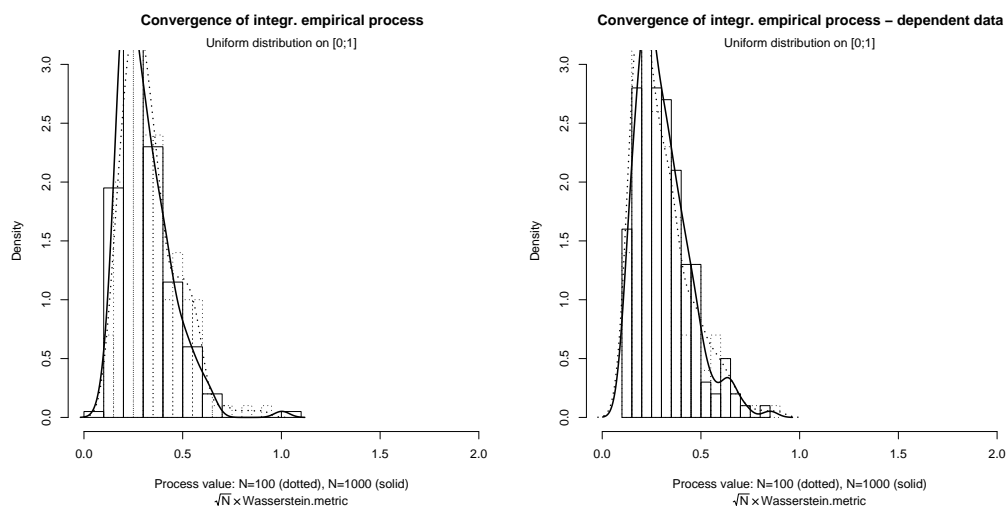 Convergence of integr. empirical process
Uniform distribution on [0;1]
Density
3.0
2.5
2.0
1.5
1.0
0.5
0.0
0.0 0.5 1.0 1.5 2.0
Process value: N=100 (dotted), N=1000 (solid)
√N × Wasserstein.metric
Convergence of integr. empirical process − dependent data
Uniform distribution on [0;1]
Density
3.0
2.5
2.0
1.5
1.0
0.5
0.0
0.0 0.5 1.0 1.5 2.0
Process value: N=100 (dotted), N=1000 (solid)
√N × Wasserstein.metric